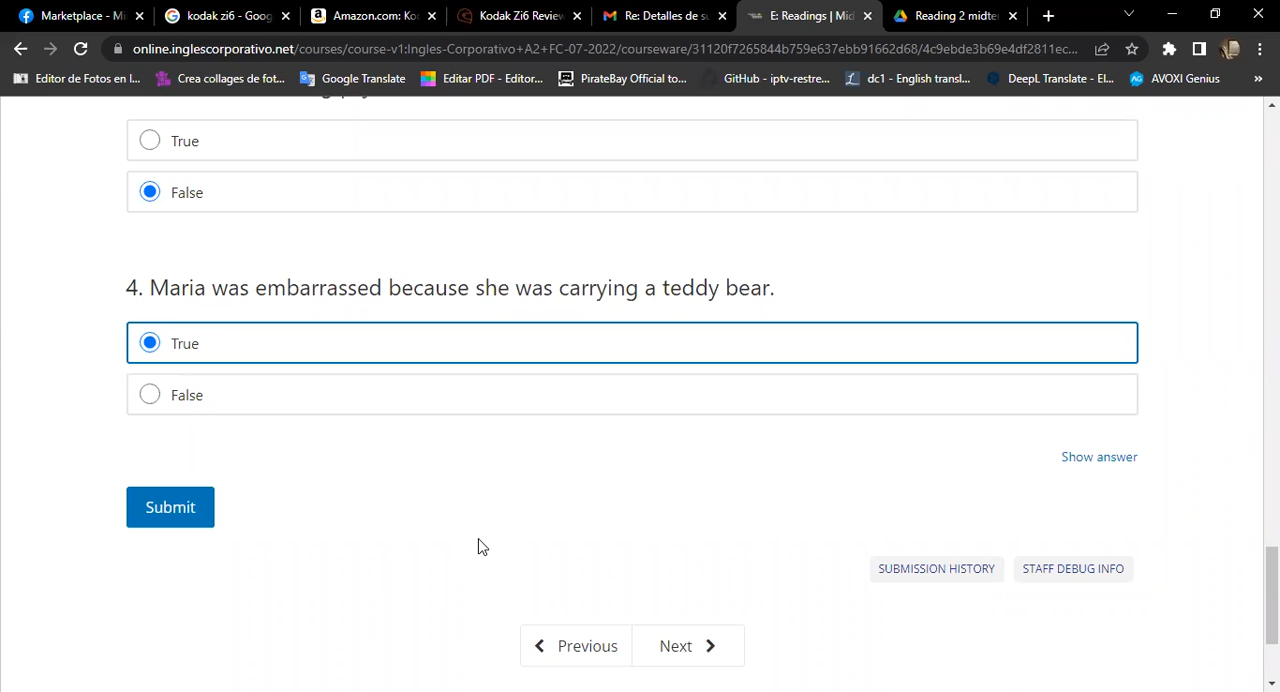 Marketplace - Mi
kodak zi6 - Goog
Amazon.com: Ko
Kodak Zi6 Review
Re: Detalles de su
E: Readings | Mid
Reading 2 midte
online.inglescorporativo.net/courses/course-v1:Ingles-Corporativo+A2+FC-07-2022/courseware/31120f7265844b759e637ebb91662d68/4c9ebde3b69e4df2811ec...
Editor de Fotos en l...
Crea collages de fot...
Google Translate
Editar PDF - Editor...
PirateBay Official to...
GitHub - iptv-restre...
dc1 - English transl...
DeepL Translate - El...
AVOXI Genius
»
True
False
4. Maria was embarrassed because she was carrying a teddy bear.
True
False
Show answer
Submit
SUBMISSION HISTORY
STAFF DEBUG INFO
Previous
Next